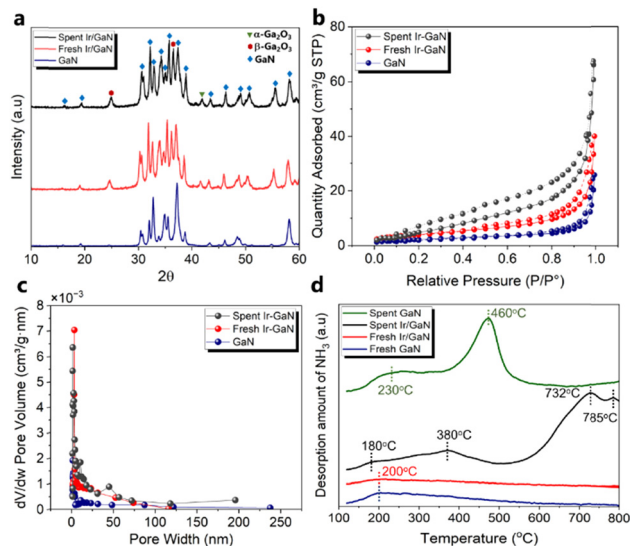 a
Spent Ir/GaN
Fresh Ir/GaN
GaN
α-Ga₂O₃
β-Ga₂O₃
GaN
Intensity (a.u)
10 20 30 40 50 60
2θ
b
Spent Ir-GaN
Fresh Ir-GaN
GaN
Quantity Adsorbed (cm³/g STP)
80
60
40
20
0
0.0 0.2 0.4 0.6 0.8 1.0
Relative Pressure (P/P°)
c
×10⁻³
Spent Ir-GaN
Fresh Ir-GaN
GaN
dV/dw Pore Volume (cm³/g·nm)
7
6
5
4
3
2
1
0
0 50 100 150 200 250
Pore Width (nm)
d
Spent GaN
Spent Ir/GaN
Fresh Ir/GaN
Fresh GaN
Desorption amount of NH₃ (a.u)
460°C
230°C
732°C
785°C
180°C
380°C
200°C
100 200 300 400 500 600 700 800
Temperature (°C)